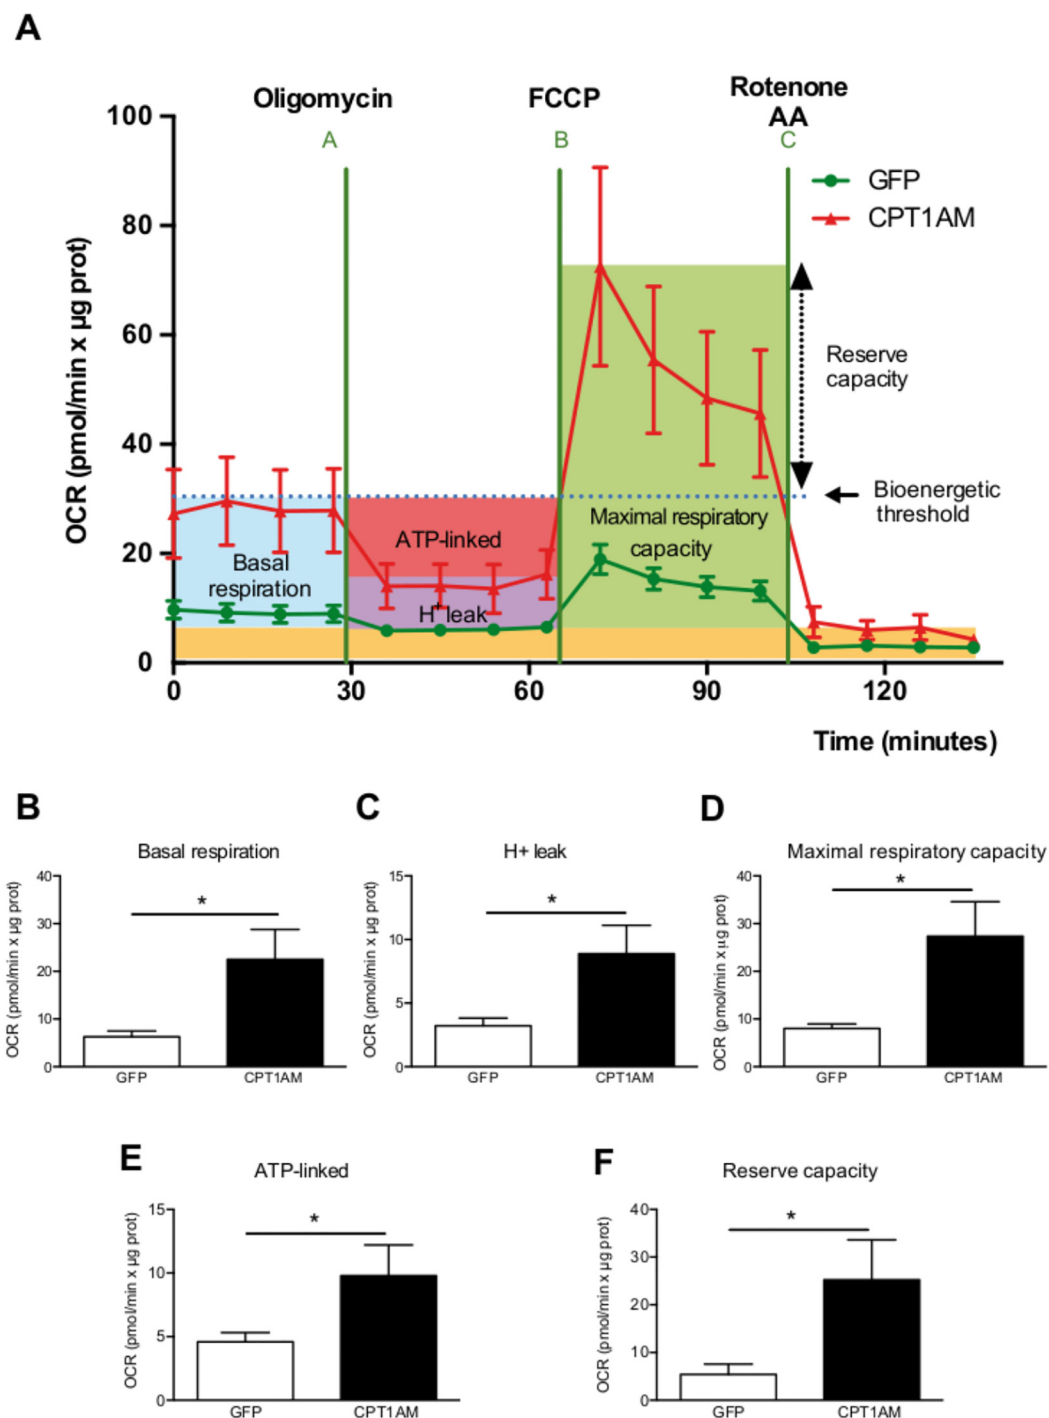 A
Oligomycin
FCCP
Rotenone
AA
A
B
C
GFP
CPT1AM
OCR (pmol/min x µg prot)
100
80
60
40
20
0
Reserve
capacity
Bioenergetic
threshold
Maximal respiratory
capacity
ATP-linked
Basal
respiration
H+ leak
0
30
60
90
120
Time (minutes)
B
Basal respiration
OCR (pmol/min x µg prot)
40
30
20
10
0
*
GFP
CPT1AM
C
H+ leak
OCR (pmol/min x µg prot)
15
10
5
0
*
GFP
CPT1AM
D
Maximal respiratory capacity
OCR (pmol/min x µg prot)
40
30
20
10
0
*
GFP
CPT1AM
E
ATP-linked
OCR (pmol/min x µg prot)
15
10
5
0
*
GFP
CPT1AM
F
Reserve capacity
OCR (pmol/min x µg prot)
40
30
20
10
0
*
GFP
CPT1AM